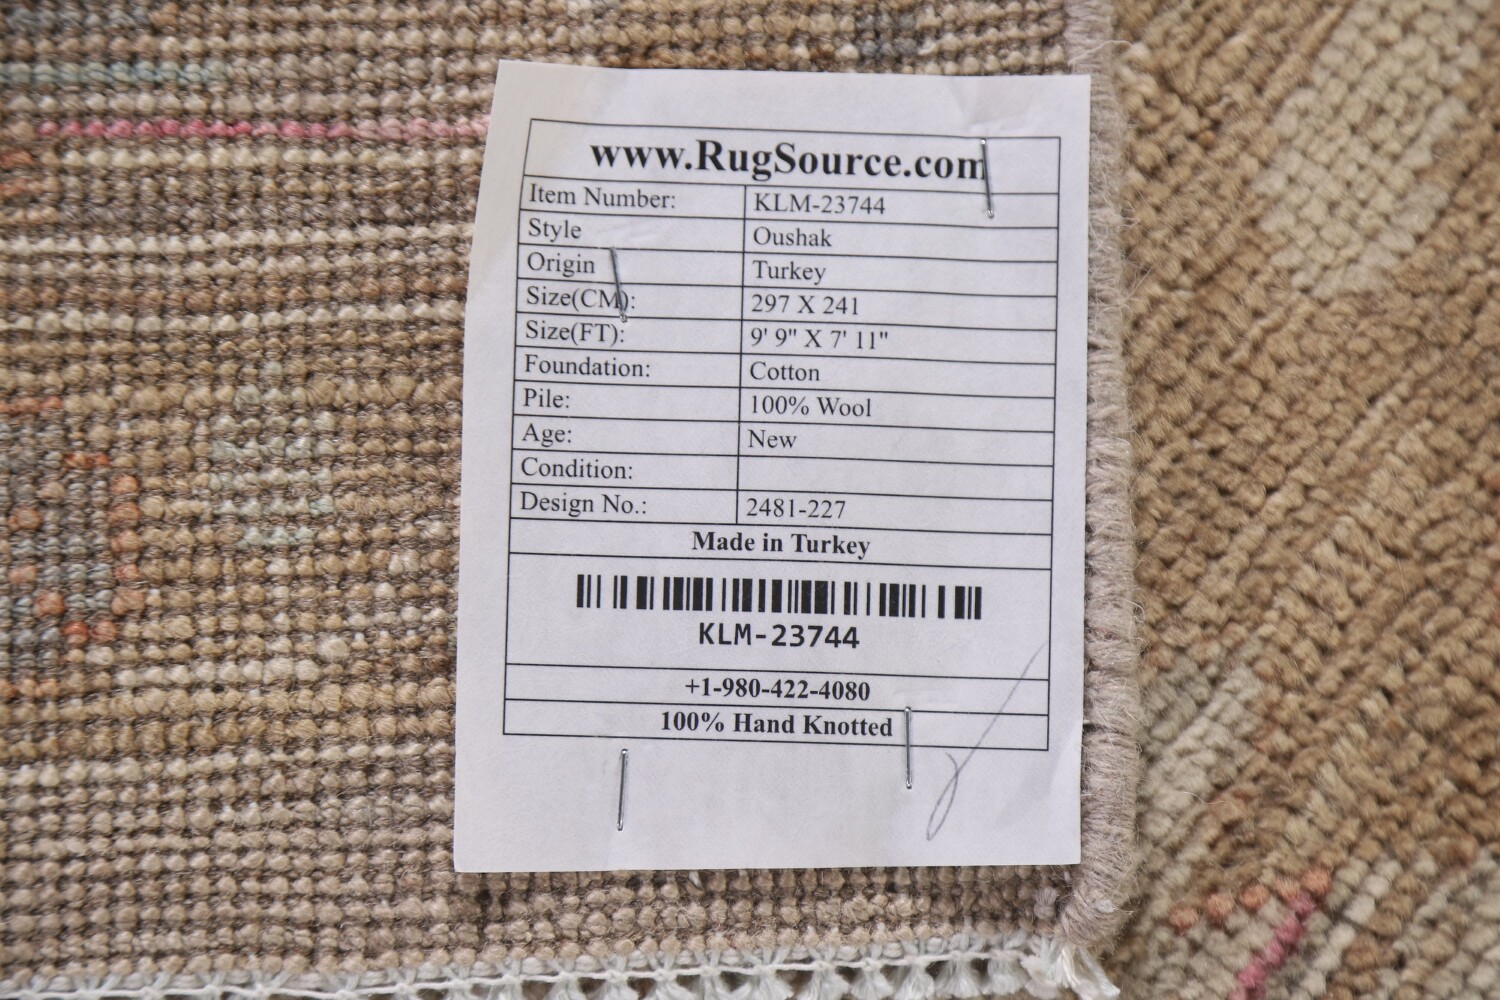 www.RugSource.com
Item Number: KLM-23744
Style Oushak
Origin Turkey
Size(CM): 297 X 241
Size(FT): 9' 9" X 7' 11"
Foundation: Cotton
Pile: 100% Wool
Age: New
Condition:
Design No.: 2481-227
Made in Turkey
KLM-23744
+1-980-422-4080
100% Hand Knotted